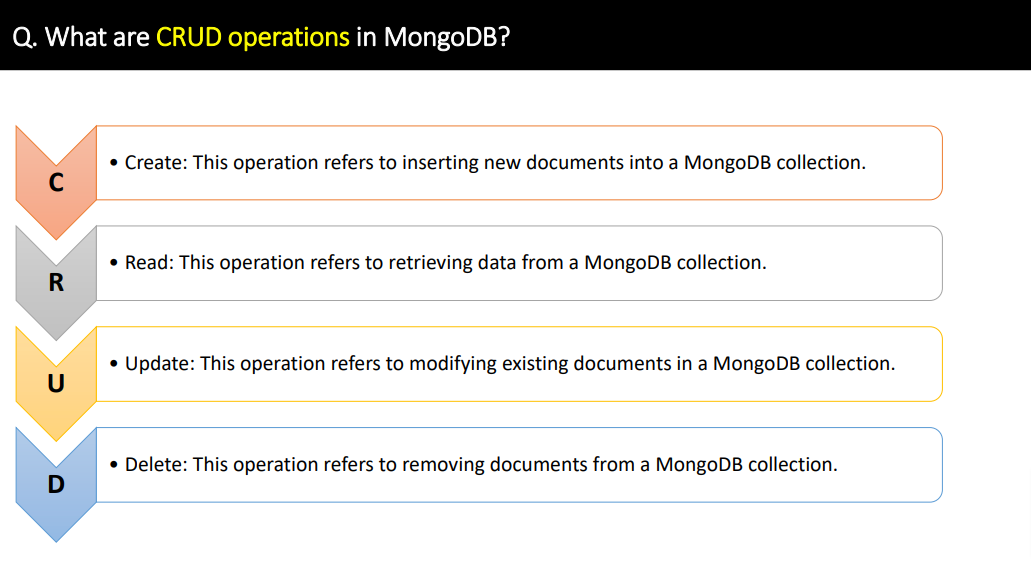 Q. What are CRUD operations in MongoDB?
C
• Create: This operation refers to inserting new documents into a MongoDB collection.
R
• Read: This operation refers to retrieving data from a MongoDB collection.
U
• Update: This operation refers to modifying existing documents in a MongoDB collection.
D
• Delete: This operation refers to removing documents from a MongoDB collection.